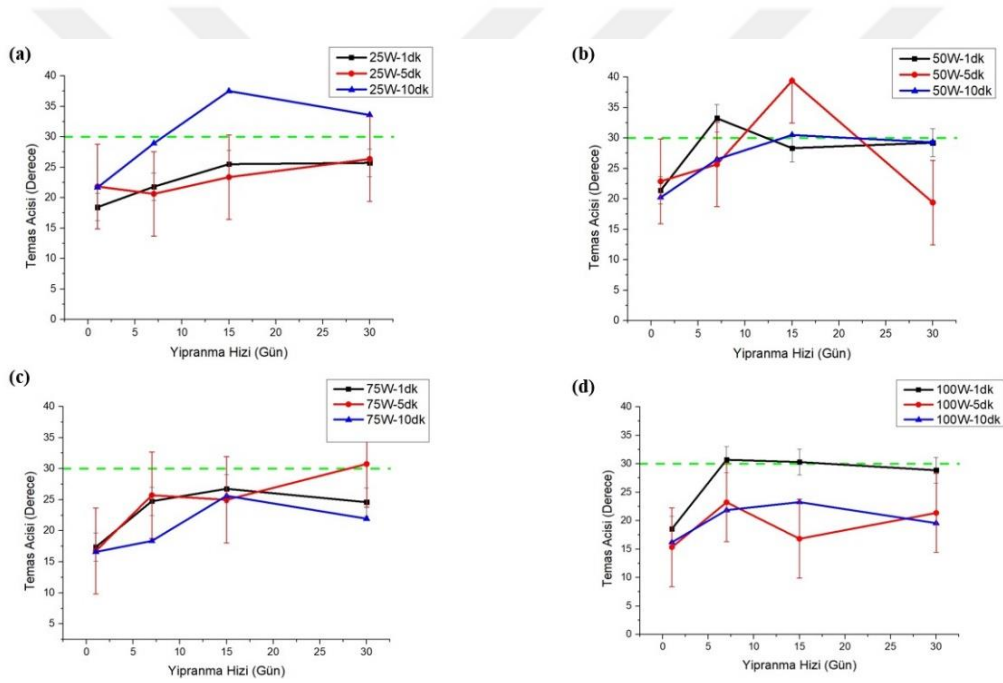 (a)
25W-1dk
25W-5dk
25W-10dk
40
35
30
25
20
15
10
5
0
Temas Acisi (Derece)
0 5 10 15 20 25 30
Yipranma Hizi (Gün)
(b)
50W-1dk
50W-5dk
50W-10dk
40
35
30
25
20
15
10
5
0
Temas Acisi (Derece)
0 5 10 15 20 25 30
Yipranma Hizi (Gün)
(c)
75W-1dk
75W-5dk
75W-10dk
40
35
30
25
20
15
10
5
Temas Acisi (Derece)
0 5 10 15 20 25 30
Yipranma Hizi (Gün)
(d)
100W-1dk
100W-5dk
100W-10dk
40
35
30
25
20
15
10
5
0
Temas Acisi (Derece)
0 5 10 15 20 25 30
Yipranma Hizi (Gün)